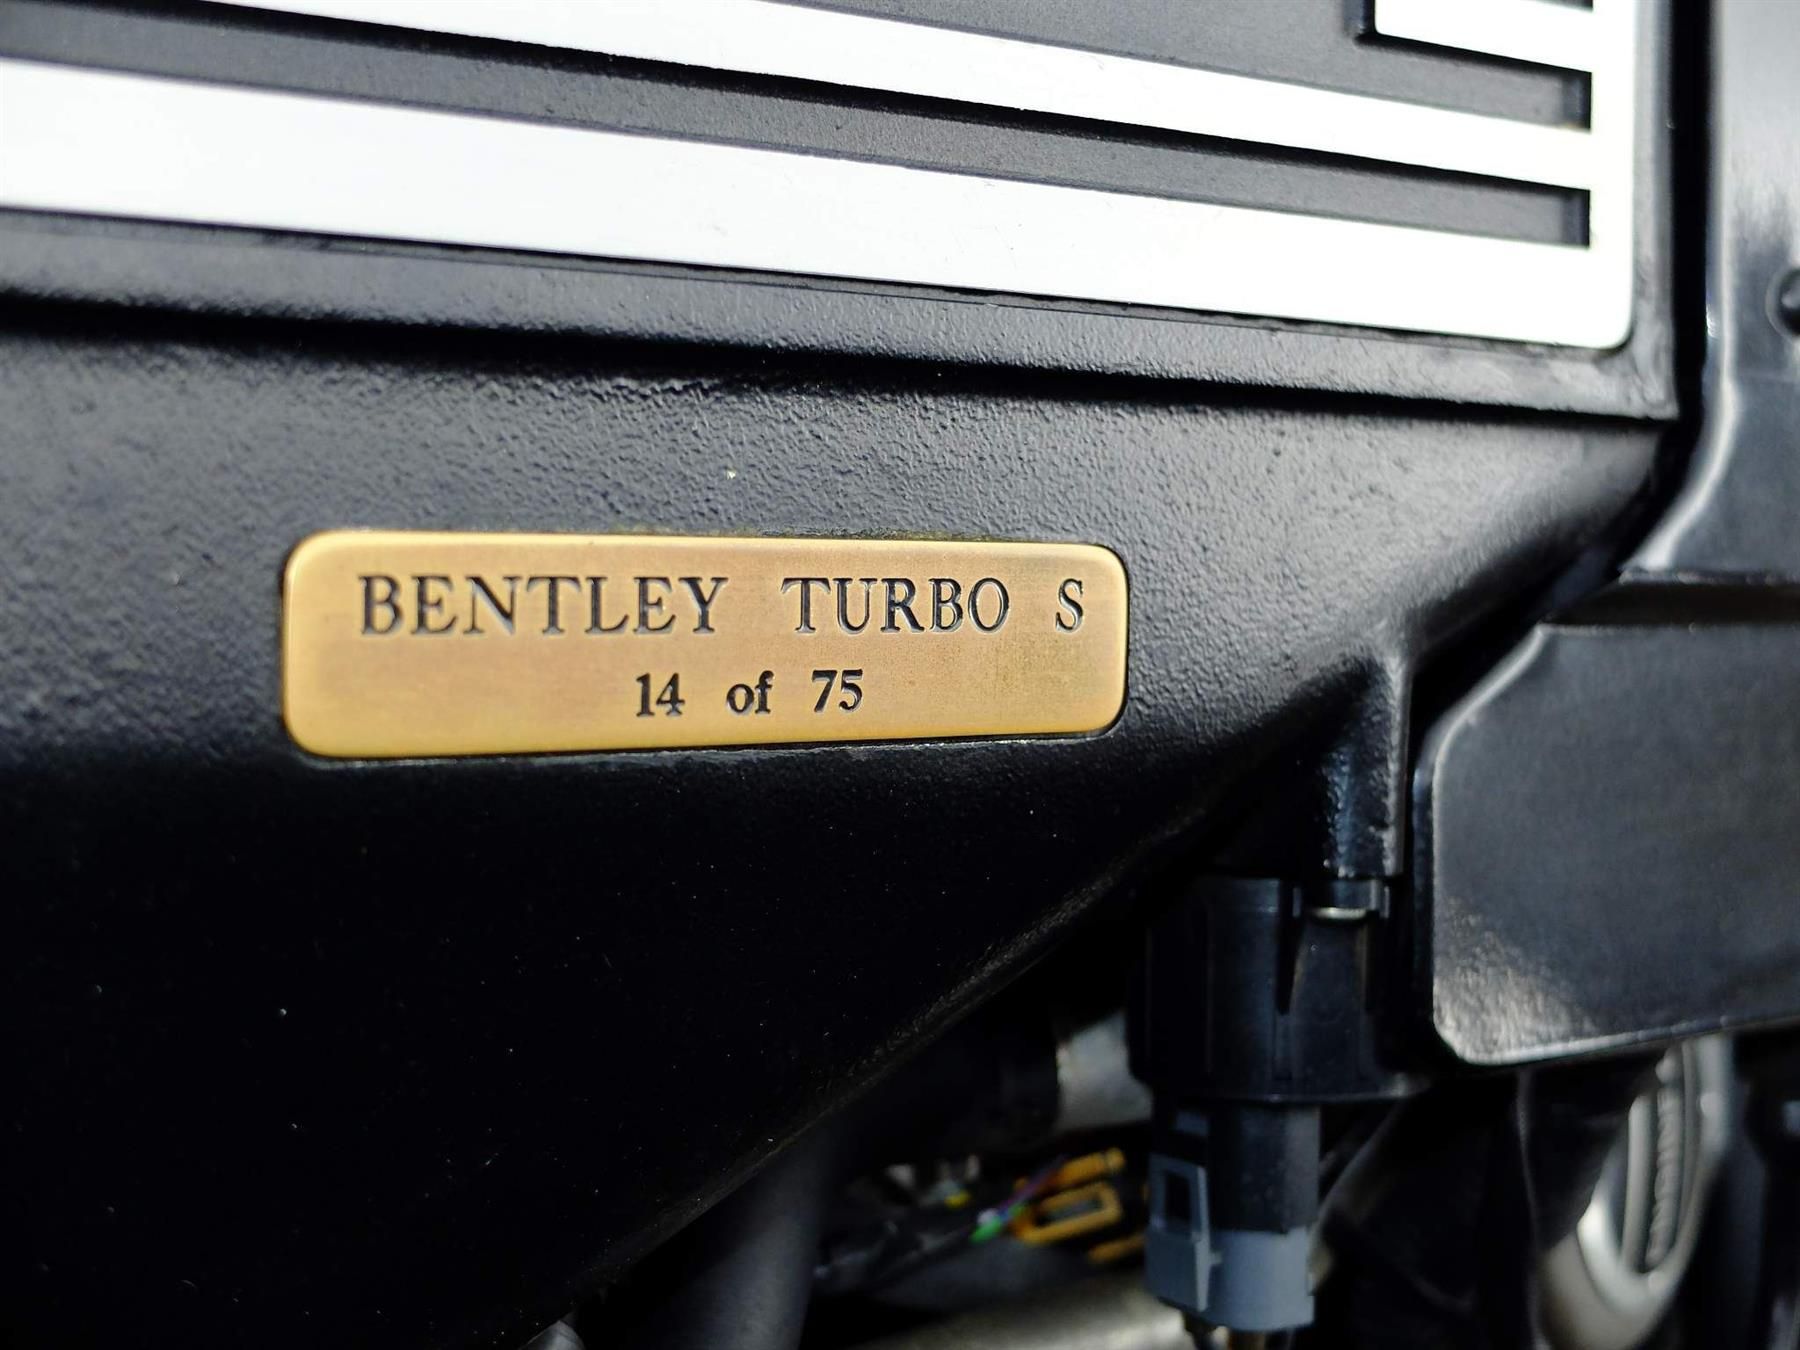 BENTLEY TURBO S
14 of 75